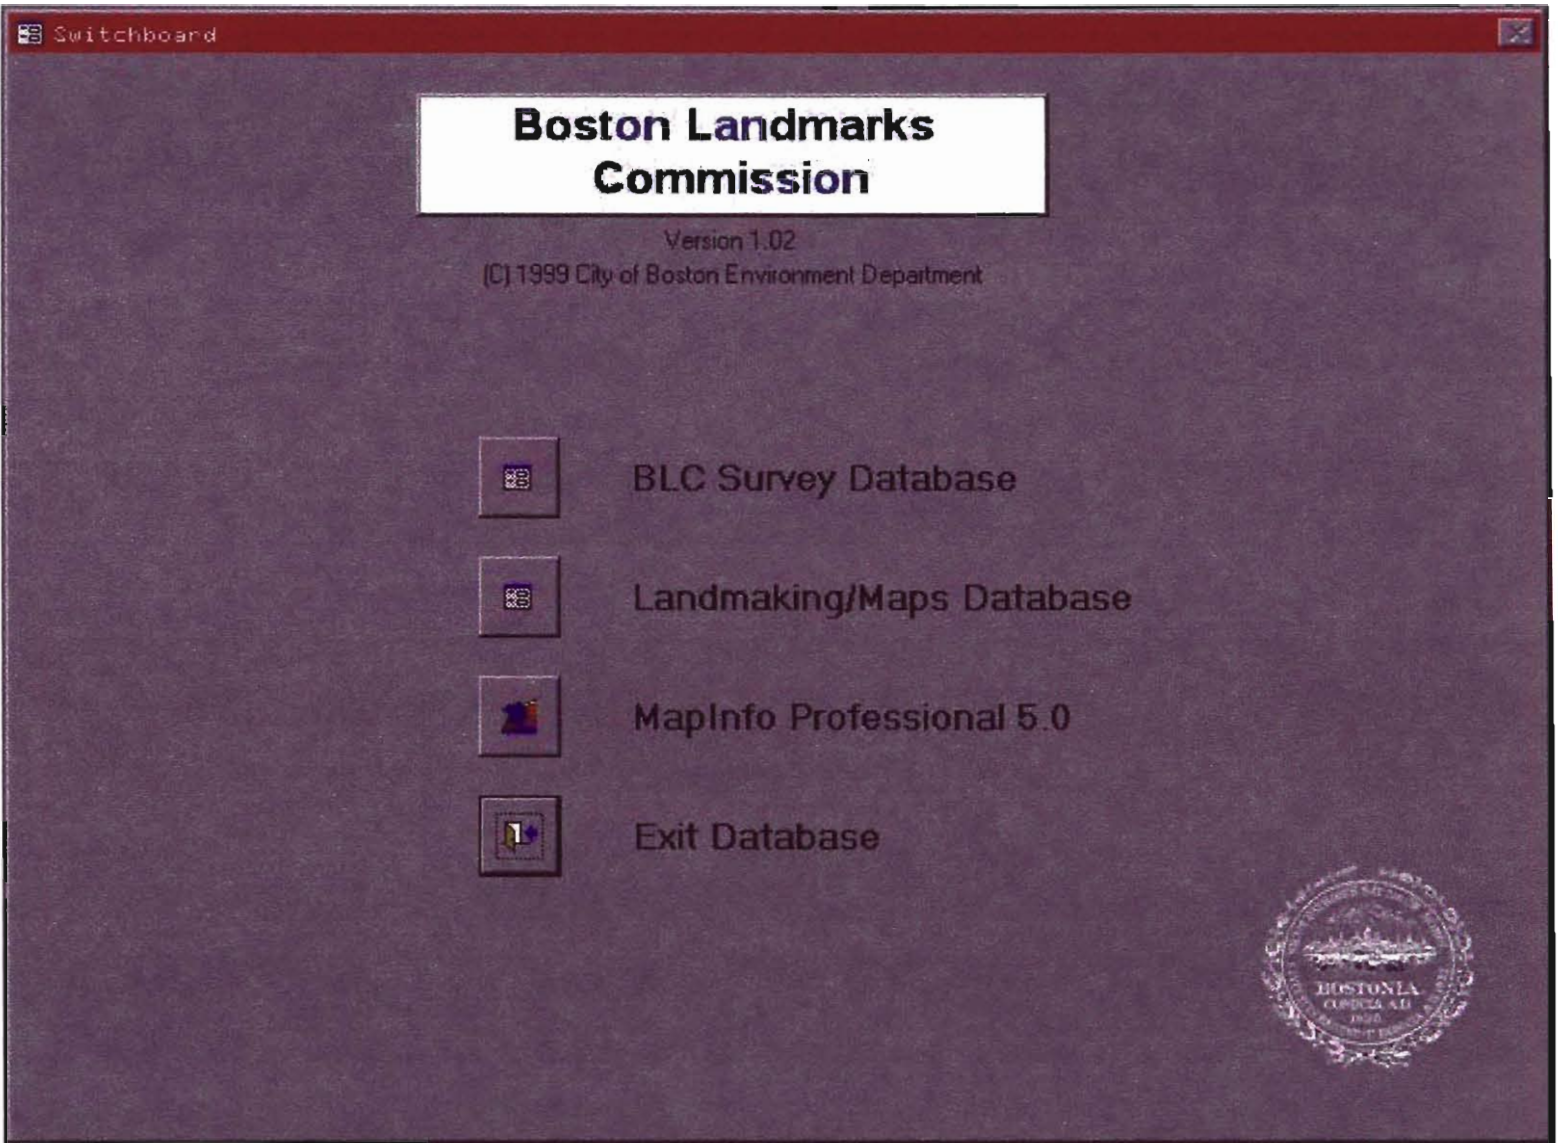 Switchboard
Boston Landmarks
Commission
Version 1.02
(C) 1999 City of Boston Environment Department
BLC Survey Database
Landmaking/Maps Database
MapInfo Professional 5.0
Exit Database
BOSTONIA
CONDITA A.D.